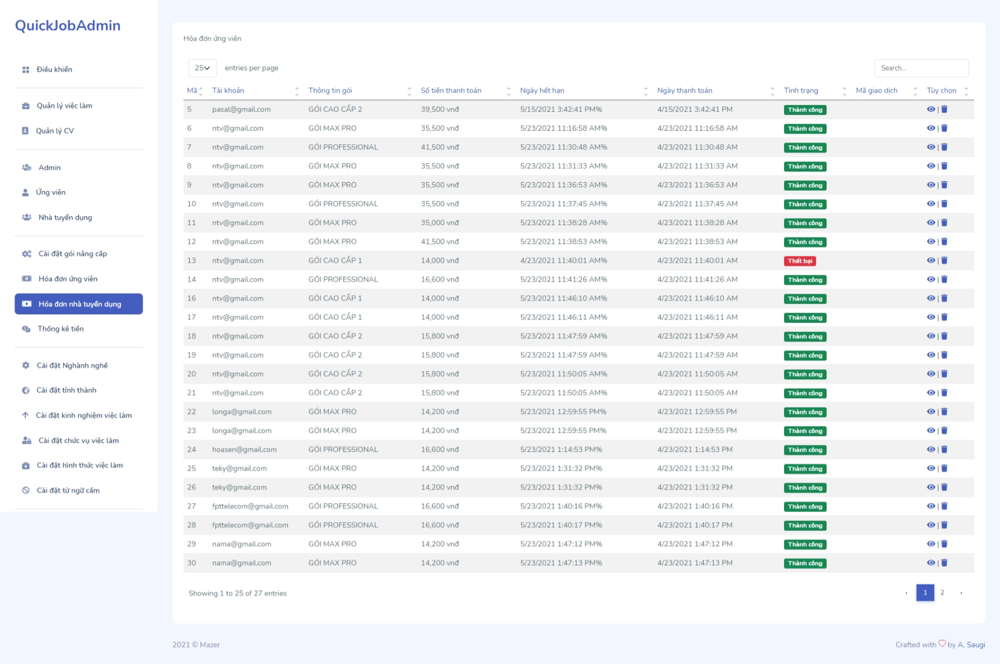 QuickJobAdmin
Điều khiển
Quản lý việc làm
Quản lý CV
Admin
Ứng viên
Nhà tuyển dụng
Cài đặt gói nâng cấp
Hóa đơn ứng viên
Hóa đơn nhà tuyển dụng
Thống kê tiền
Cài đặt Nghành nghề
Cài đặt tỉnh thành
Cài đặt kinh nghiệm việc làm
Cài đặt chức vụ việc làm
Cài đặt hình thức việc làm
Cài đặt từ ngữ cấm
Hóa đơn ứng viên
25 entries per page Search...
Mã Tài khoản Thông tin gói Số tiền thanh toán Ngày hết hạn Ngày thanh toán Tình trạng Mã giao dịch Tùy chọn
5 pasal@gmail.com GÓI CAO CẤP 2 39,500 vnđ 5/15/2021 3:42:41 PM% 4/15/2021 3:42:41 PM Thành công |
6 ntv@gmail.com GÓI MAX PRO 35,500 vnđ 5/23/2021 11:16:58 AM% 4/23/2021 11:16:58 AM Thành công |
7 ntv@gmail.com GÓI PROFESSIONAL 41,500 vnđ 5/23/2021 11:30:48 AM% 4/23/2021 11:30:48 AM Thành công |
8 ntv@gmail.com GÓI MAX PRO 35,500 vnđ 5/23/2021 11:31:33 AM% 4/23/2021 11:31:33 AM Thành công |
9 ntv@gmail.com GÓI MAX PRO 35,500 vnđ 5/23/2021 11:36:53 AM% 4/23/2021 11:36:53 AM Thành công |
10 ntv@gmail.com GÓI PROFESSIONAL 35,500 vnđ 5/23/2021 11:37:45 AM% 4/23/2021 11:37:45 AM Thành công |
11 ntv@gmail.com GÓI MAX PRO 35,000 vnđ 5/23/2021 11:38:28 AM% 4/23/2021 11:38:28 AM Thành công |
12 ntv@gmail.com GÓI MAX PRO 41,500 vnđ 5/23/2021 11:38:53 AM% 4/23/2021 11:38:53 AM Thành công |
13 ntv@gmail.com GÓI CAO CẤP 1 14,000 vnđ 4/23/2021 11:40:01 AM% 4/23/2021 11:40:01 AM Thất bại |
14 ntv@gmail.com GÓI PROFESSIONAL 16,600 vnđ 5/23/2021 11:41:26 AM% 4/23/2021 11:41:26 AM Thành công |
16 ntv@gmail.com GÓI CAO CẤP 1 14,000 vnđ 5/23/2021 11:46:10 AM% 4/23/2021 11:46:10 AM Thành công |
17 ntv@gmail.com GÓI CAO CẤP 1 14,000 vnđ 5/23/2021 11:46:11 AM% 4/23/2021 11:46:11 AM Thành công |
18 ntv@gmail.com GÓI CAO CẤP 2 15,800 vnđ 5/23/2021 11:47:59 AM% 4/23/2021 11:47:59 AM Thành công |
19 ntv@gmail.com GÓI CAO CẤP 2 15,800 vnđ 5/23/2021 11:47:59 AM% 4/23/2021 11:47:59 AM Thành công |
20 ntv@gmail.com GÓI CAO CẤP 2 15,800 vnđ 5/23/2021 11:50:05 AM% 4/23/2021 11:50:05 AM Thành công |
21 ntv@gmail.com GÓI CAO CẤP 2 15,800 vnđ 5/23/2021 11:50:05 AM% 4/23/2021 11:50:05 AM Thành công |
22 longa@gmail.com GÓI MAX PRO 14,200 vnđ 5/23/2021 12:59:55 PM% 4/23/2021 12:59:55 PM Thành công |
23 longa@gmail.com GÓI MAX PRO 14,200 vnđ 5/23/2021 12:59:55 PM% 4/23/2021 12:59:55 PM Thành công |
24 hoasen@gmail.com GÓI PROFESSIONAL 16,600 vnđ 5/23/2021 1:14:53 PM% 4/23/2021 1:14:53 PM Thành công |
25 teky@gmail.com GÓI MAX PRO 14,200 vnđ 5/23/2021 1:31:32 PM% 4/23/2021 1:31:32 PM Thành công |
26 teky@gmail.com GÓI MAX PRO 14,200 vnđ 5/23/2021 1:31:32 PM% 4/23/2021 1:31:32 PM Thành công |
27 fpttelecom@gmail.com GÓI PROFESSIONAL 16,600 vnđ 5/23/2021 1:40:16 PM% 4/23/2021 1:40:16 PM Thành công |
28 fpttelecom@gmail.com GÓI PROFESSIONAL 16,600 vnđ 5/23/2021 1:40:17 PM% 4/23/2021 1:40:17 PM Thành công |
29 nama@gmail.com GÓI MAX PRO 14,200 vnđ 5/23/2021 1:47:12 PM% 4/23/2021 1:47:12 PM Thành công |
30 nama@gmail.com GÓI MAX PRO 14,200 vnđ 5/23/2021 1:47:13 PM% 4/23/2021 1:47:13 PM Thành công |
Showing 1 to 25 of 27 entries ‹ 1 2 ›
2021 © Mazer Crafted with ♡ by A. Saugi